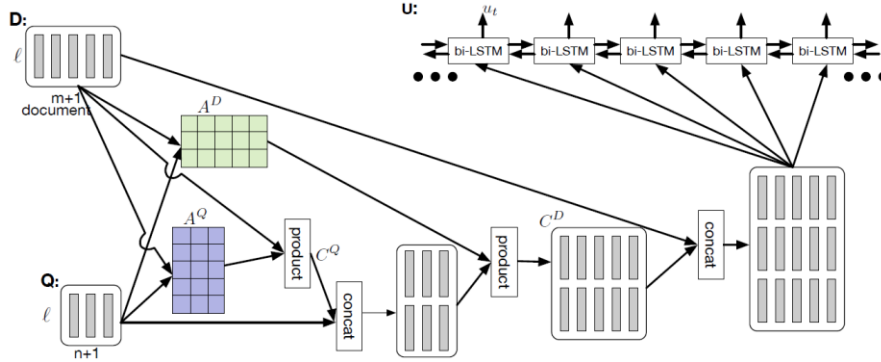 D:
U:
u_t
bi-LSTM
bi-LSTM
bi-LSTM
bi-LSTM
bi-LSTM
ℓ
m+1
document
A^D
A^Q
product
C^Q
concat
product
C^D
concat
Q:
ℓ
n+1